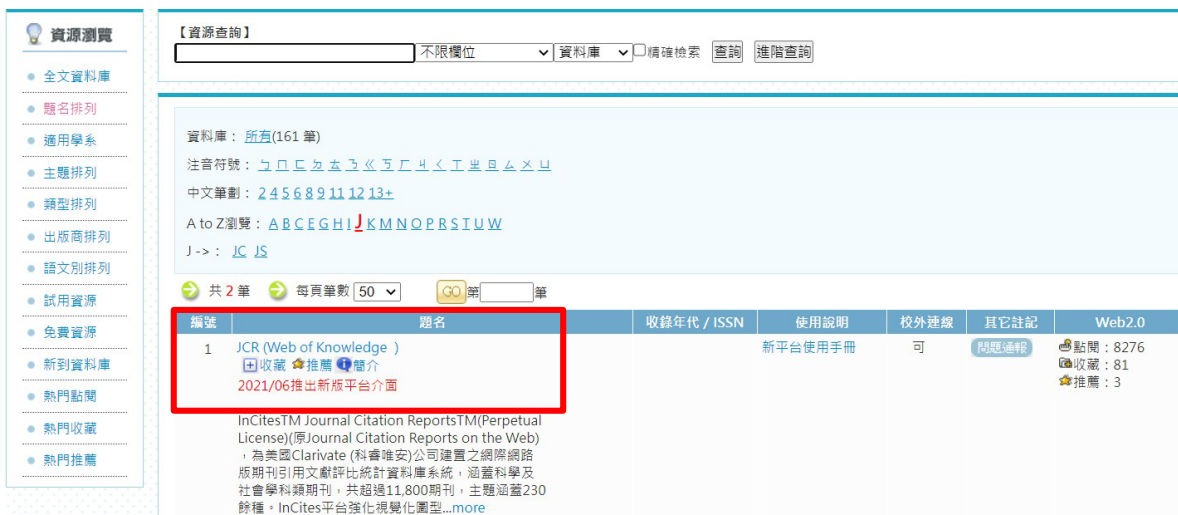 資源瀏覽
全文資料庫
題名排列
適用學系
主題排列
類型排列
出版商排列
語文別排列
試用資源
免費資源
新到資料庫
熱門點閱
熱門收藏
熱門推薦
【資源查詢】
不限欄位 資料庫 精確檢索 查詢 進階查詢
資料庫： 所有(161 筆)
注音符號： ㄅ ㄇ ㄈ ㄉ ㄊ ㄋ ㄍ ㄎ ㄏ ㄐ ㄑ ㄒ ㄓ ㄖ ㄙ ㄨ ㄩ
中文筆劃： 2 4 5 6 8 9 11 12 13+
A to Z瀏覽： A B C E G H I J K M N O P R S T U W
J -> : JC JS
共 2 筆 每頁筆數 50 GO 第 筆
編號 題名 收錄年代 / ISSN 使用說明 校外連線 其它註記 Web2.0
1 JCR (Web of Knowledge ) 新平台使用手冊 可 問題通報 點閱 : 8276
收藏 推薦 簡介 收藏 : 81
2021/06推出新版平台介面 推薦 : 3
InCitesTM Journal Citation ReportsTM(Perpetual
License)(原Journal Citation Reports on the Web)
，為美國Clarivate (科睿唯安)公司建置之網際網路
版期刊引用文獻評比統計資料庫系統，涵蓋科學及
社會學科類期刊，共超過11,800期刊，主題涵蓋230
餘種。InCites平台強化視覺化圖型...more